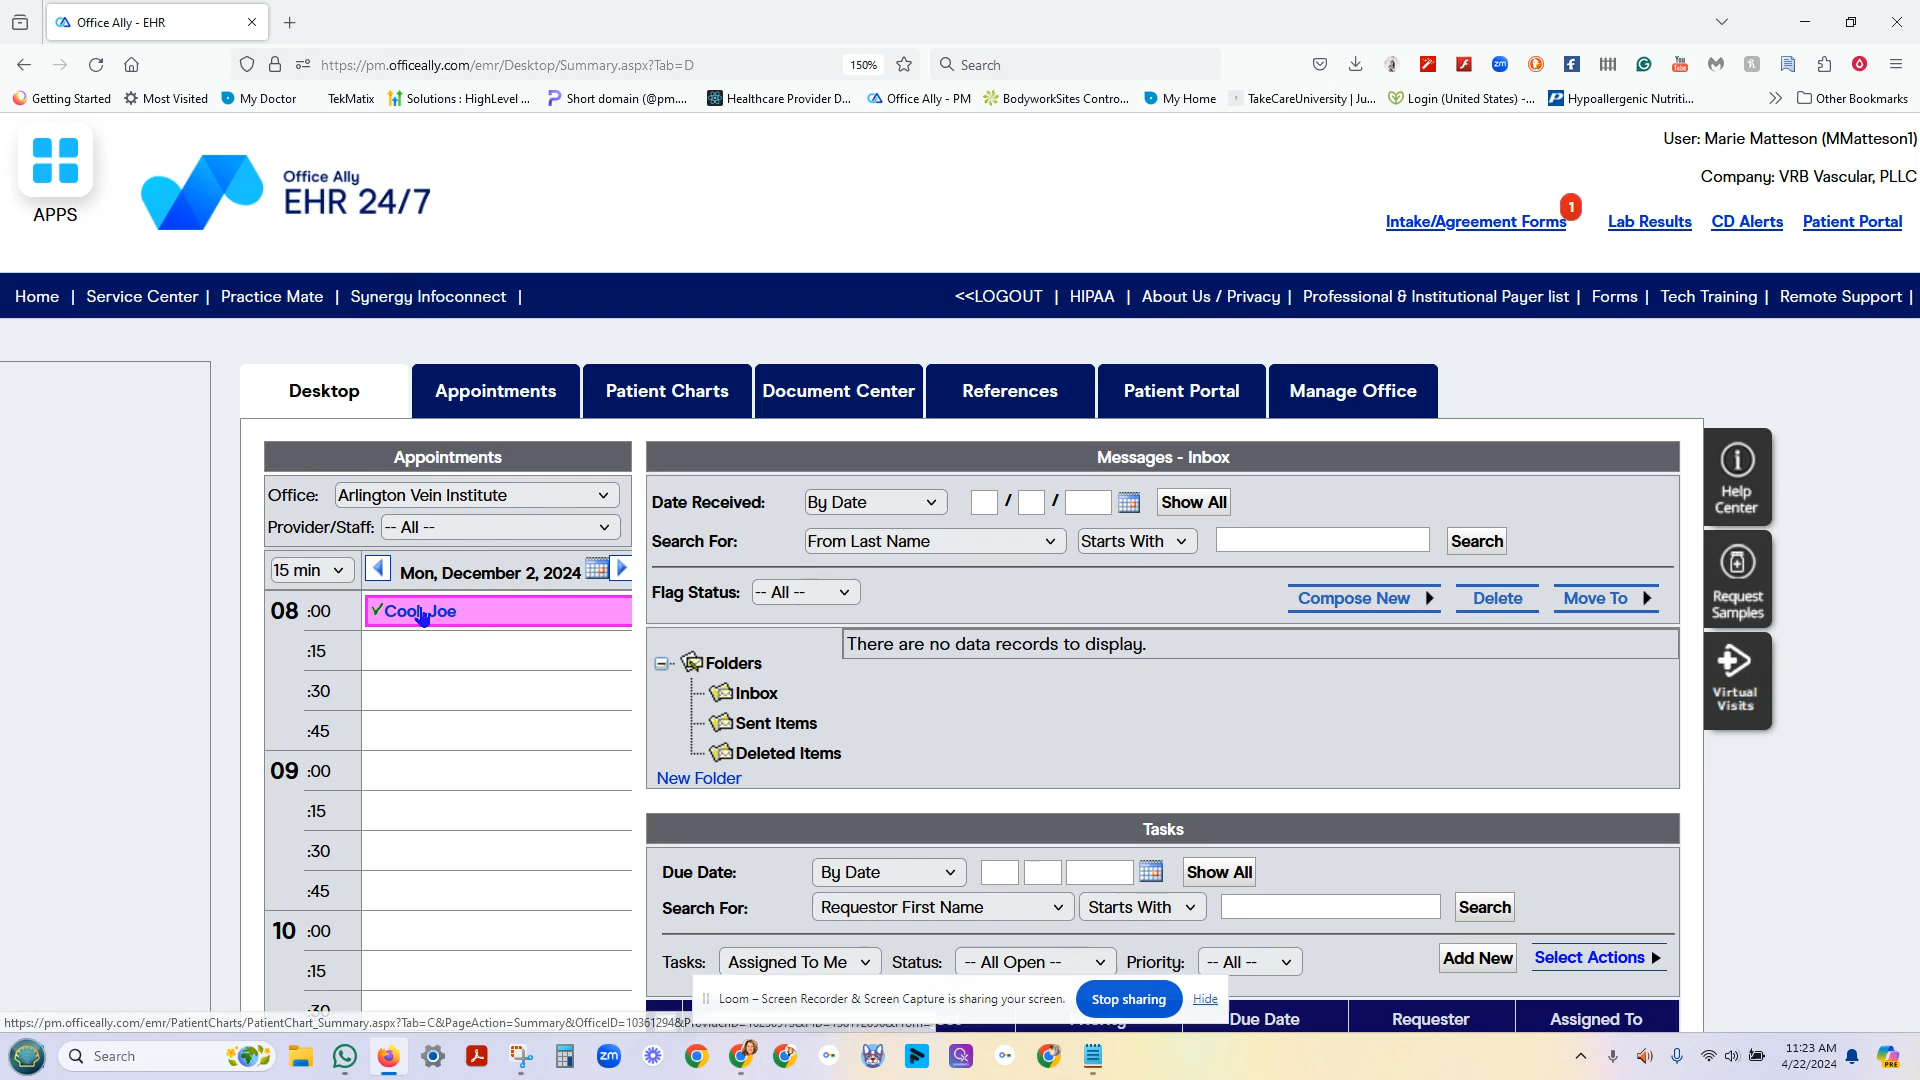 Office Ally - EHR
https://pm.officeally.com/emr/Desktop/Summary.aspx?Tab=D
150%
Search
Getting Started
Most Visited
My Doctor
TekMatix
Solutions : HighLevel ...
Short domain (@pm....
Healthcare Provider D...
Office Ally - PM
BodyworkSites Contro...
My Home
TakeCareUniversity | Ju...
Login (United States) -...
Hypoallergenic Nutriti...
Other Bookmarks
APPS
Office Ally
EHR 24/7
User: Marie Matteson (MMatteson1)
Company: VRB Vascular, PLLC
1
Intake/Agreement Forms
Lab Results
CD Alerts
Patient Portal
Home | Service Center | Practice Mate | Synergy Infoconnect |
<<LOGOUT | HIPAA | About Us / Privacy | Professional & Institutional Payer list | Forms | Tech Training | Remote Support |
Desktop
Appointments
Patient Charts
Document Center
References
Patient Portal
Manage Office
Appointments
Office: Arlington Vein Institute
Provider/Staff: -- All --
15 min
Mon, December 2, 2024
08 :00
Cool, Joe
:15
:30
:45
09 :00
:15
:30
:45
10 :00
:15
:30
Messages - Inbox
Date Received: By Date / / Show All
Search For: From Last Name Starts With Search
Flag Status: -- All --
Compose New
Delete
Move To
There are no data records to display.
Folders
Inbox
Sent Items
Deleted Items
New Folder
Tasks
Due Date: By Date Show All
Search For: Requestor First Name Starts With Search
Tasks: Assigned To Me Status: -- All Open -- Priority: -- All --
Add New
Select Actions
Loom – Screen Recorder & Screen Capture is sharing your screen.
Stop sharing
Hide
Due Date
Requester
Assigned To
Help
Center
Request
Samples
Virtual
Visits
Search
zm
11:23 AM
4/22/2024